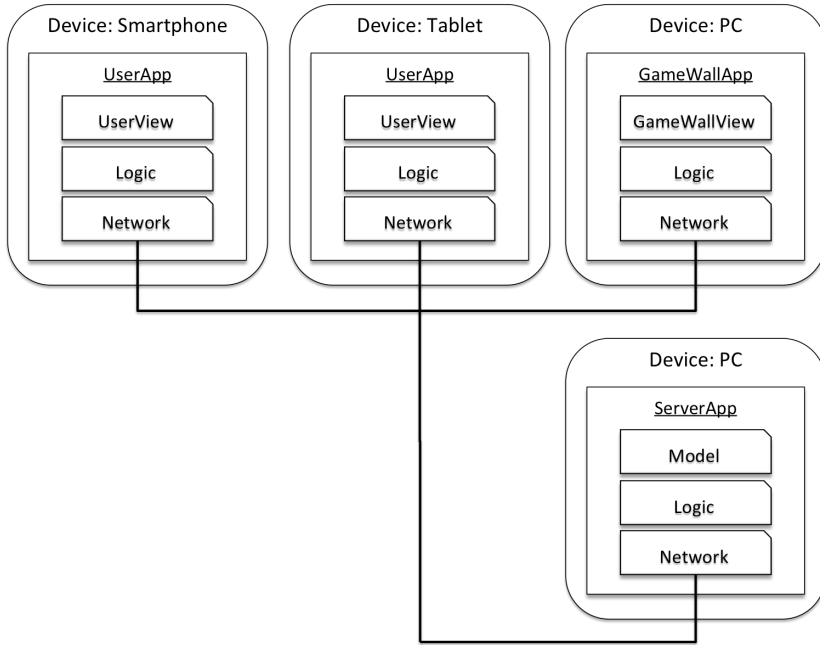 Device: Smartphone
UserApp
UserView
Logic
Network
Device: Tablet
UserApp
UserView
Logic
Network
Device: PC
GameWallApp
GameWallView
Logic
Network
Device: PC
ServerApp
Model
Logic
Network